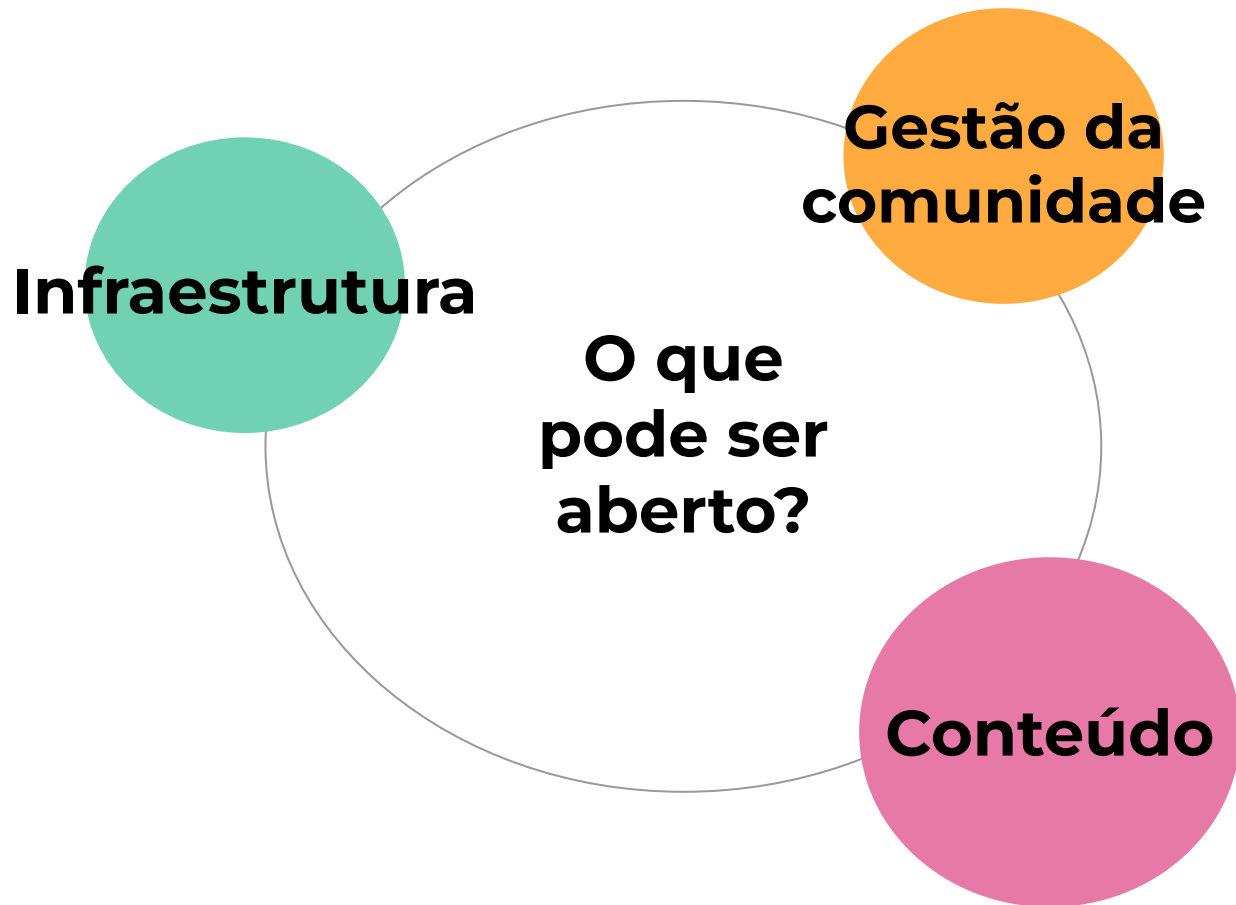 Gestão da
comunidade
Infraestrutura
O que
pode ser
aberto?
Conteúdo